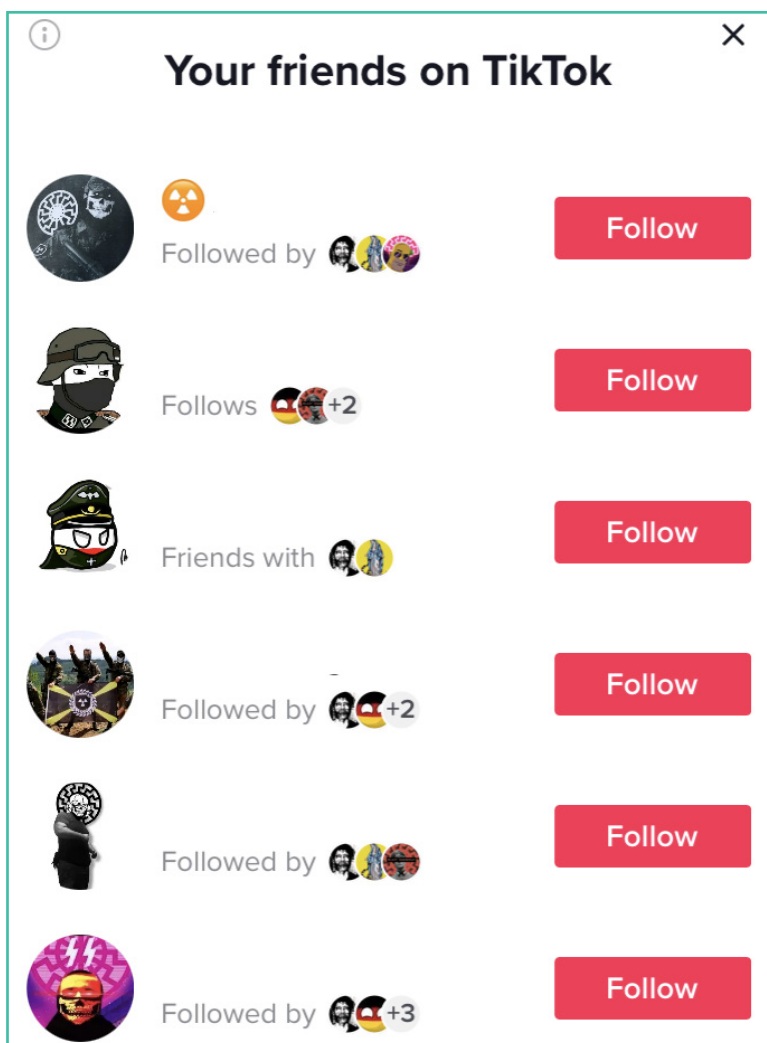 Your friends on TikTok
Followed by
Follow
Follows +2
Follow
Friends with
Follow
Followed by +2
Follow
Followed by
Follow
Followed by +3
Follow